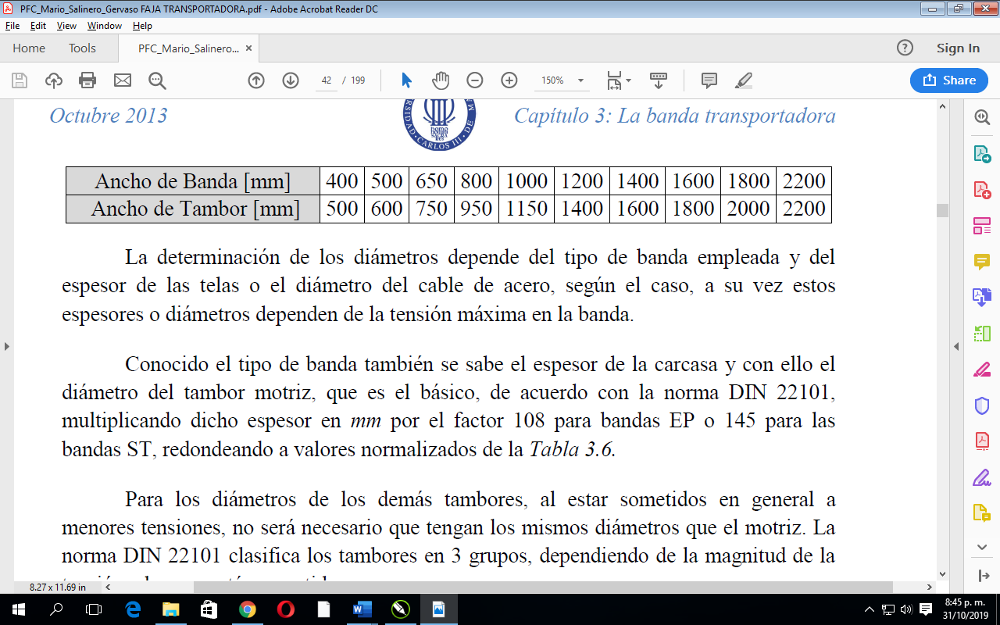 PFC_Mario_Salinero_Gervaso FAJA TRANSPORTADORA.pdf - Adobe Acrobat Reader DC
File Edit View Window Help
Home Tools PFC_Mario_Salinero... × Sign In
42 / 199 150% Share
Octubre 2013 Capítulo 3: La banda transportadora
CARLOS III
Ancho de Banda [mm] 400 500 650 800 1000 1200 1400 1600 1800 2200
Ancho de Tambor [mm] 500 600 750 950 1150 1400 1600 1800 2000 2200
La determinación de los diámetros depende del tipo de banda empleada y del
espesor de las telas o el diámetro del cable de acero, según el caso, a su vez estos
espesores o diámetros dependen de la tensión máxima en la banda.
Conocido el tipo de banda también se sabe el espesor de la carcasa y con ello el
diámetro del tambor motriz, que es el básico, de acuerdo con la norma DIN 22101,
multiplicando dicho espesor en mm por el factor 108 para bandas EP o 145 para las
bandas ST, redondeando a valores normalizados de la Tabla 3.6.
Para los diámetros de los demás tambores, al estar sometidos en general a
menores tensiones, no será necesario que tengan los mismos diámetros que el motriz. La
norma DIN 22101 clasifica los tambores en 3 grupos, dependiendo de la magnitud de la
8.27 x 11.69 in
8:45 p. m.
31/10/2019